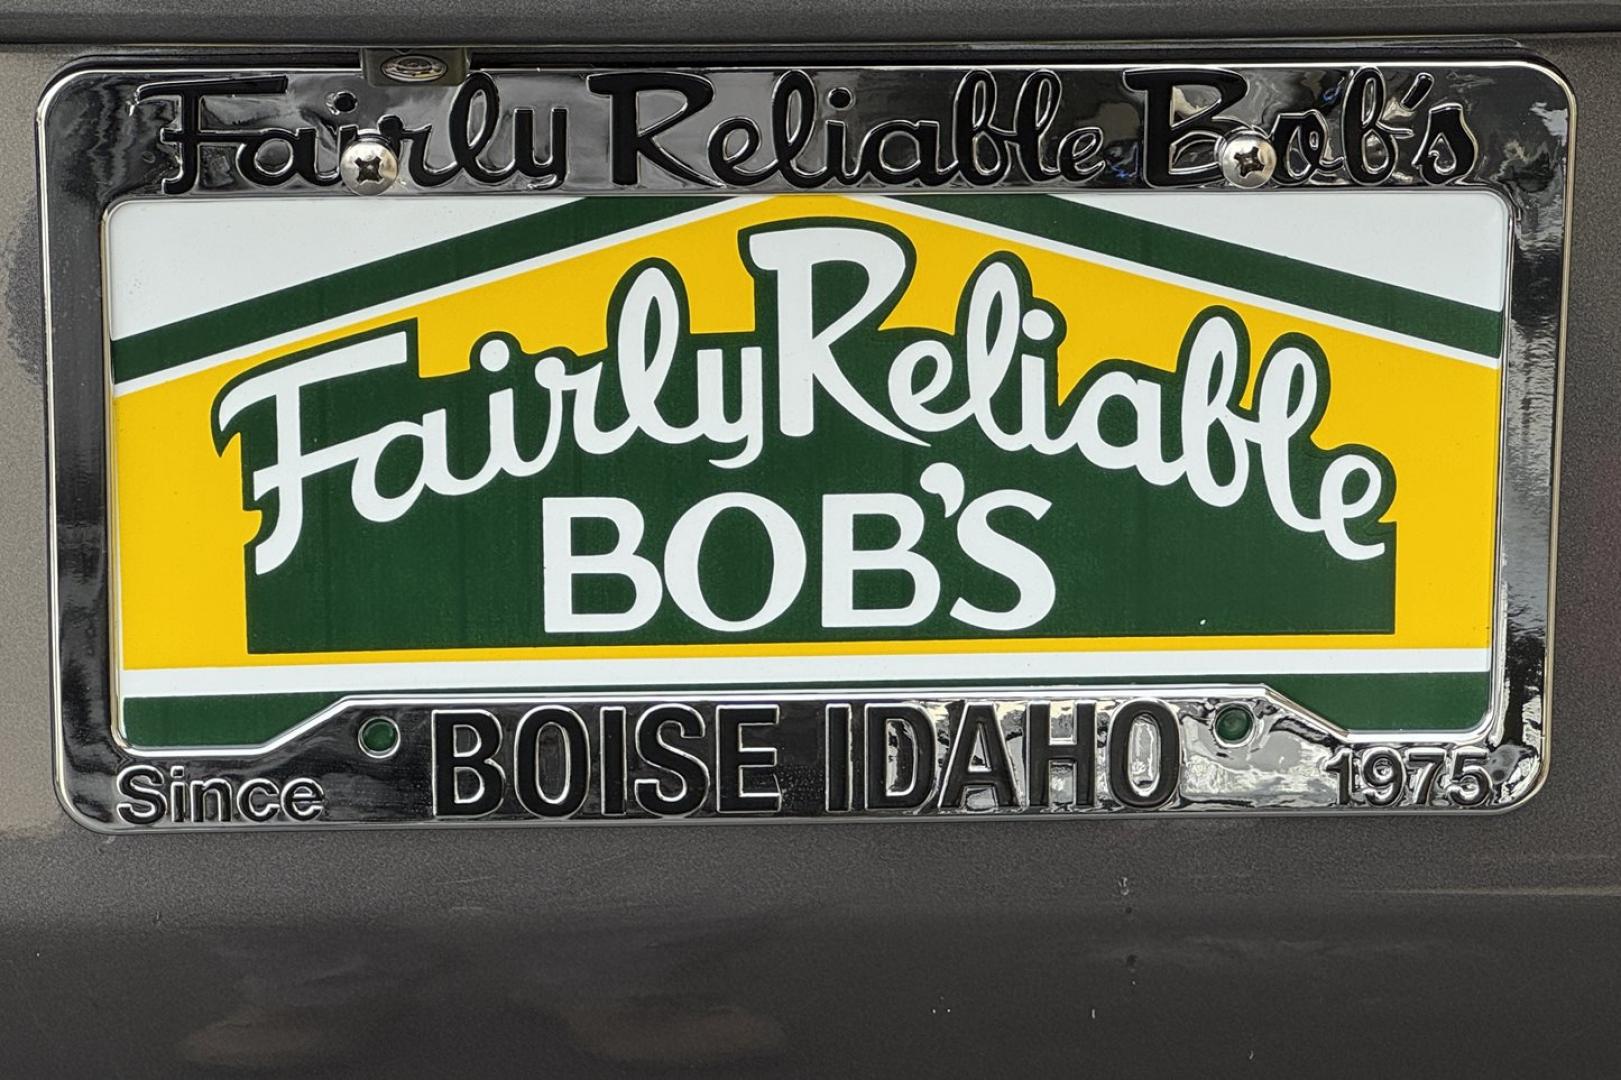 Fairly Reliable Bob's
Fairly Reliable
BOB'S
BOISE IDAHO
Since 1975